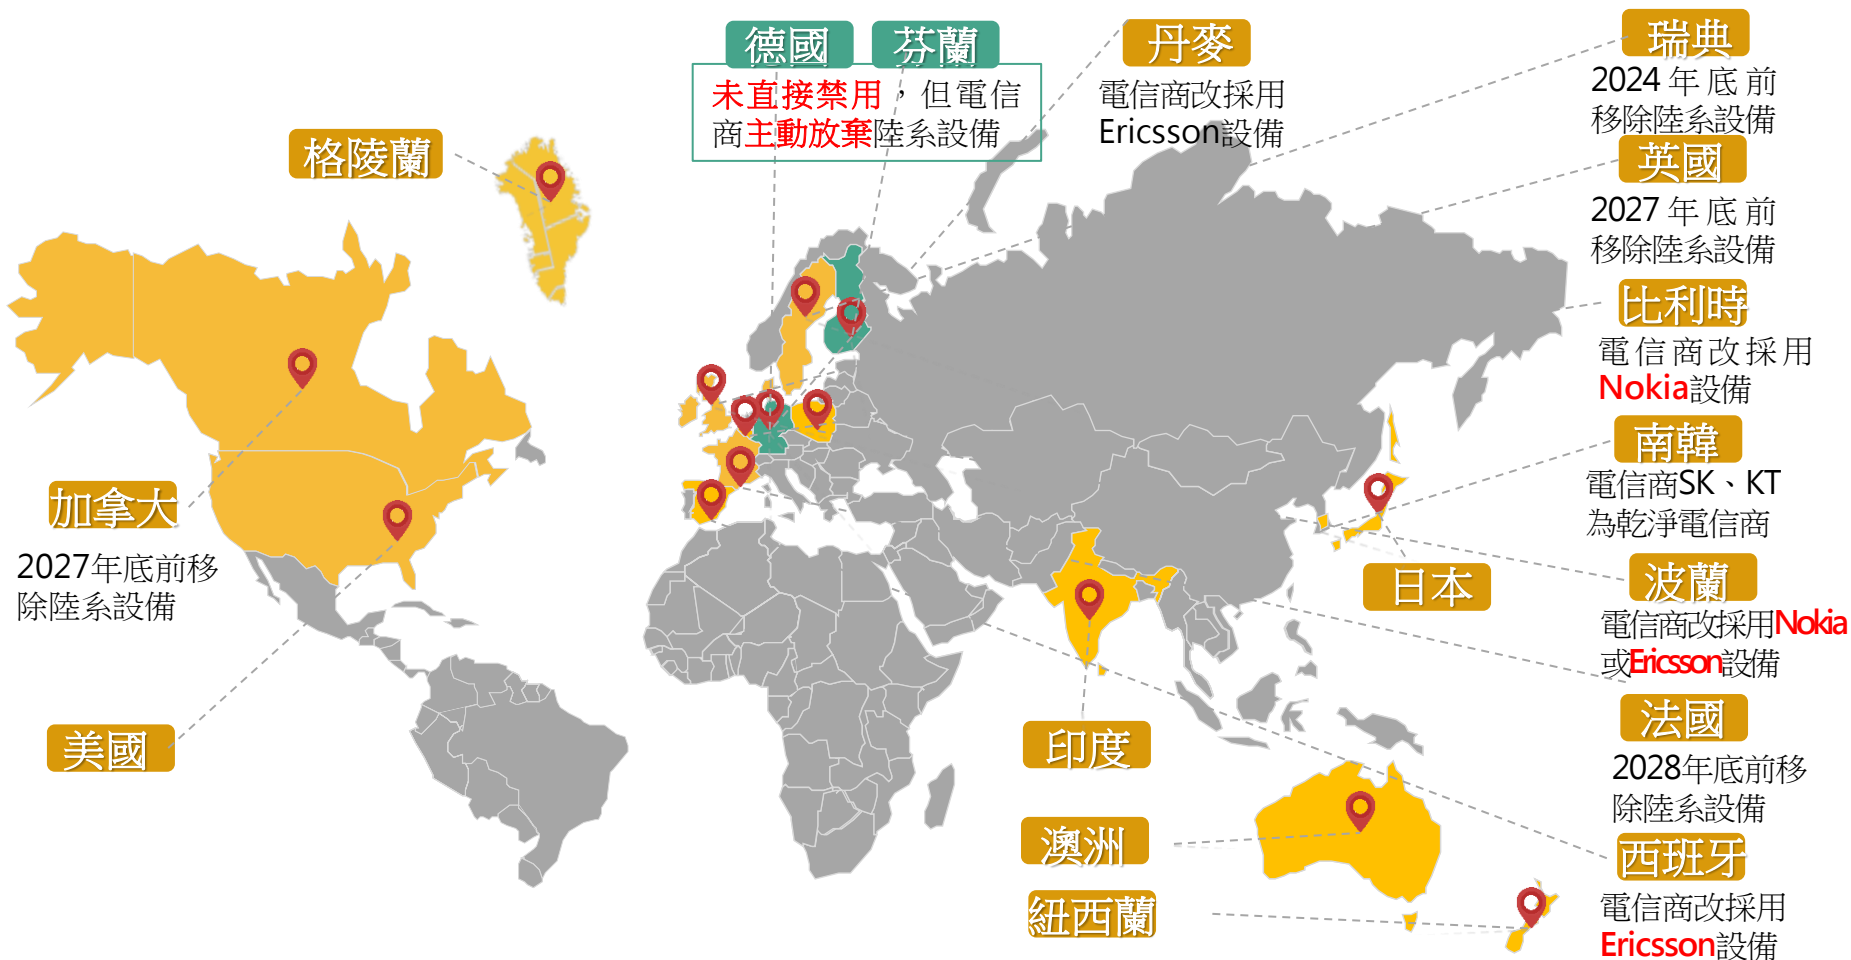 德國
芬蘭
未直接禁用，但電信
商主動放棄陸系設備
丹麥
電信商改採用
Ericsson設備
瑞典
2024年底前
移除陸系設備
英國
2027年底前
移除陸系設備
比利時
電信商改採用
Nokia設備
南韓
電信商SK、KT
為乾淨電信商
日本
波蘭
電信商改採用Nokia
或Ericsson設備
法國
2028年底前移
除陸系設備
西班牙
電信商改採用
Ericsson設備
格陵蘭
加拿大
2027年底前移
除陸系設備
美國
印度
澳洲
紐西蘭